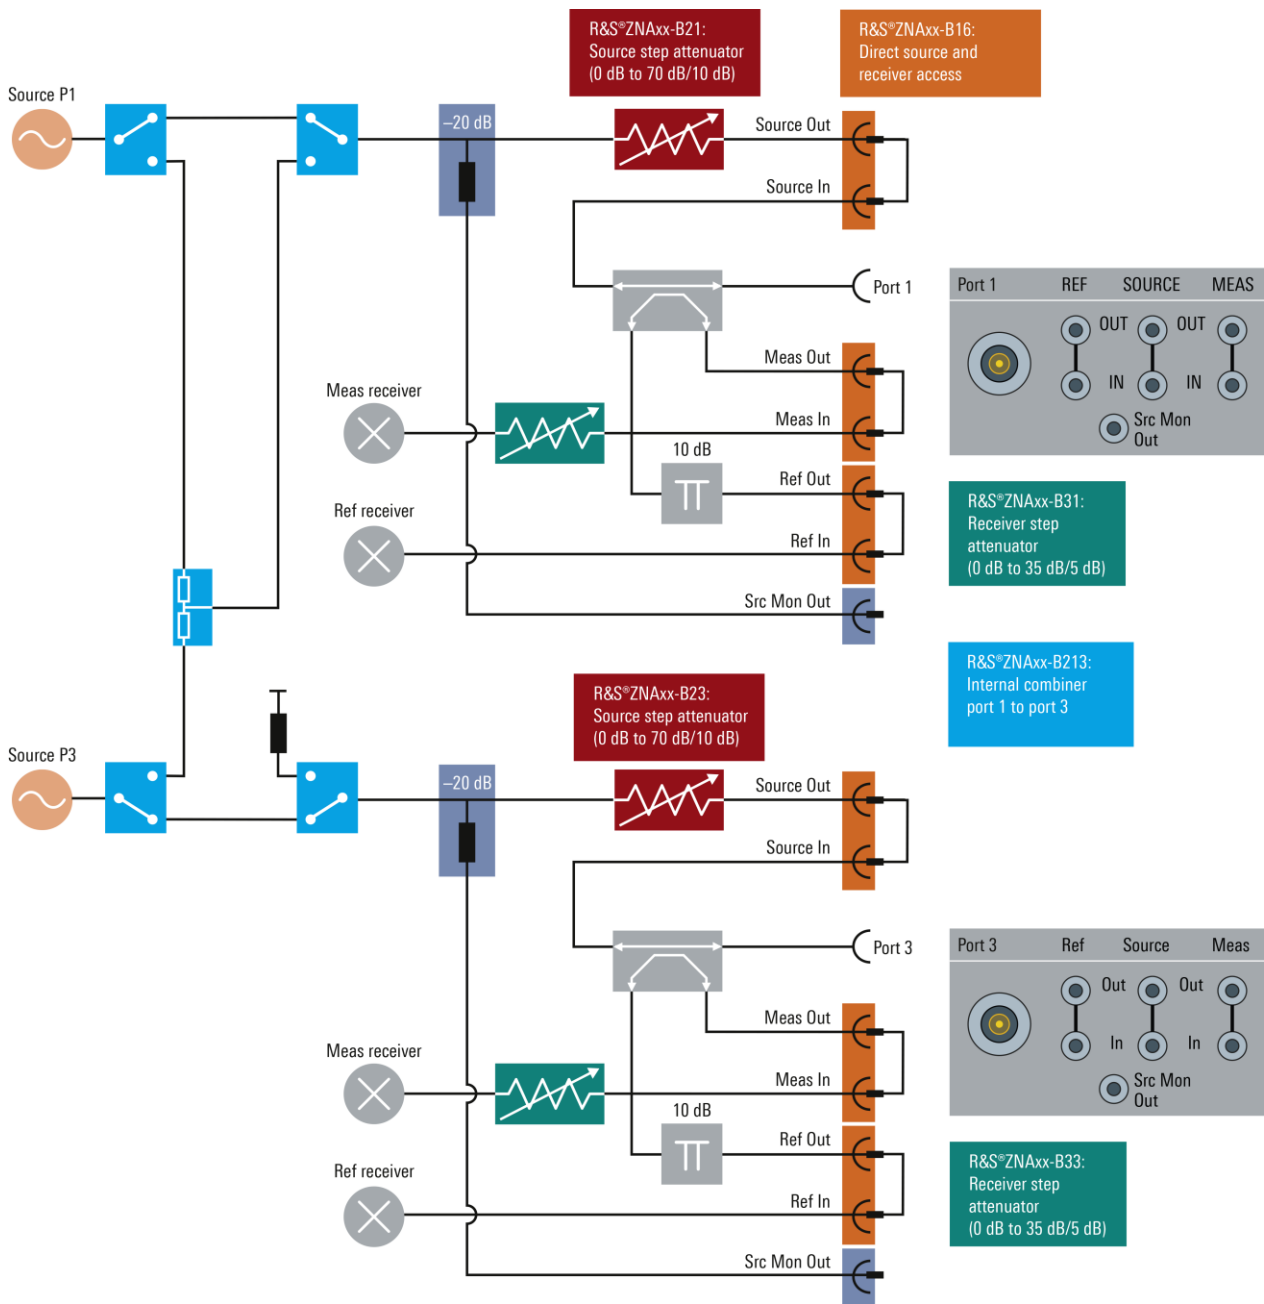 R&S®ZNAxx-B21:
Source step attenuator
(0 dB to 70 dB/10 dB)
R&S®ZNAxx-B16:
Direct source and
receiver access
Source P1
–20 dB
Source Out
Source In
Port 1
Port 1 REF SOURCE MEAS
OUT OUT
IN IN
Src Mon
Out
Meas Out
Meas receiver
Meas In
10 dB
Ref Out
Ref receiver
Ref In
Src Mon Out
R&S®ZNAxx-B31:
Receiver step
attenuator
(0 dB to 35 dB/5 dB)
R&S®ZNAxx-B213:
Internal combiner
port 1 to port 3
R&S®ZNAxx-B23:
Source step attenuator
(0 dB to 70 dB/10 dB)
Source P3
–20 dB
Source Out
Source In
Port 3
Port 3 Ref Source Meas
Out Out
In In
Src Mon
Out
Meas Out
Meas receiver
Meas In
10 dB
Ref Out
Ref receiver
Ref In
Src Mon Out
R&S®ZNAxx-B33:
Receiver step
attenuator
(0 dB to 35 dB/5 dB)